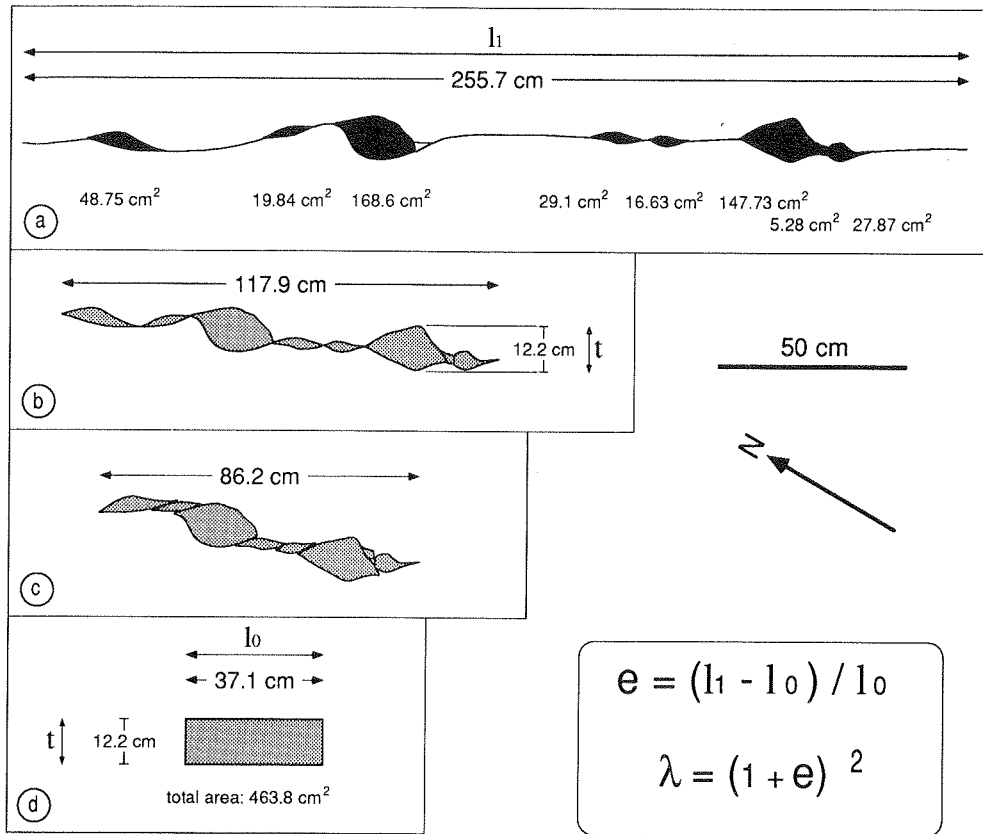 l1
255.7 cm
48.75 cm²
19.84 cm²
168.6 cm²
29.1 cm²
16.63 cm²
147.73 cm²
5.28 cm²
27.87 cm²
a
117.9 cm
12.2 cm
t
b
50 cm
N
86.2 cm
c
l0
37.1 cm
t
12.2 cm
total area: 463.8 cm²
d
e = (l1 - l0) / l0
λ = (1 + e) ²